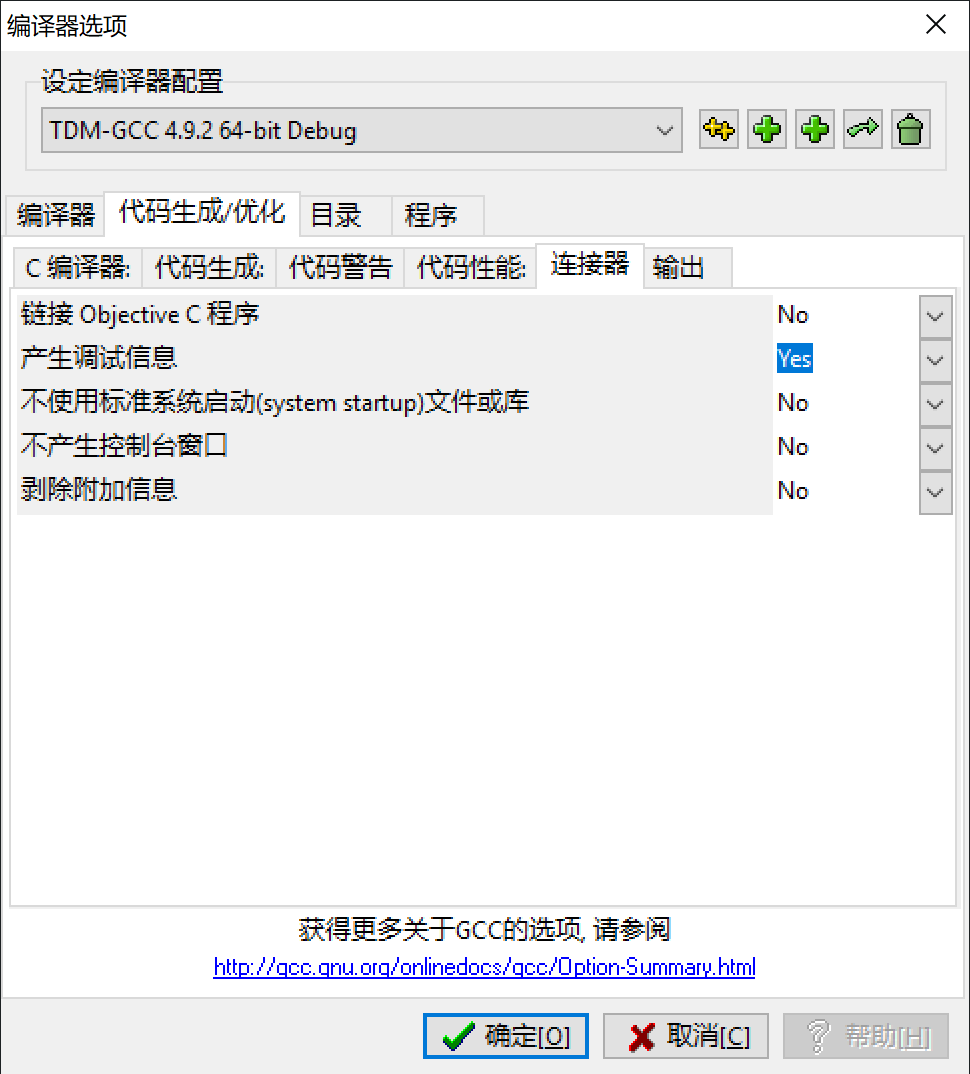 编译器选项
设定编译器配置
TDM-GCC 4.9.2 64-bit Debug
编译器 代码生成/优化 目录 程序
C 编译器: 代码生成: 代码警告 代码性能: 连接器 输出
链接 Objective C 程序 No
产生调试信息 Yes
不使用标准系统启动(system startup)文件或库 No
不产生控制台窗口 No
剥除附加信息 No
获得更多关于GCC的选项, 请参阅
http://gcc.gnu.org/onlinedocs/gcc/Option-Summary.html
确定[O] 取消[C] 帮助[H]